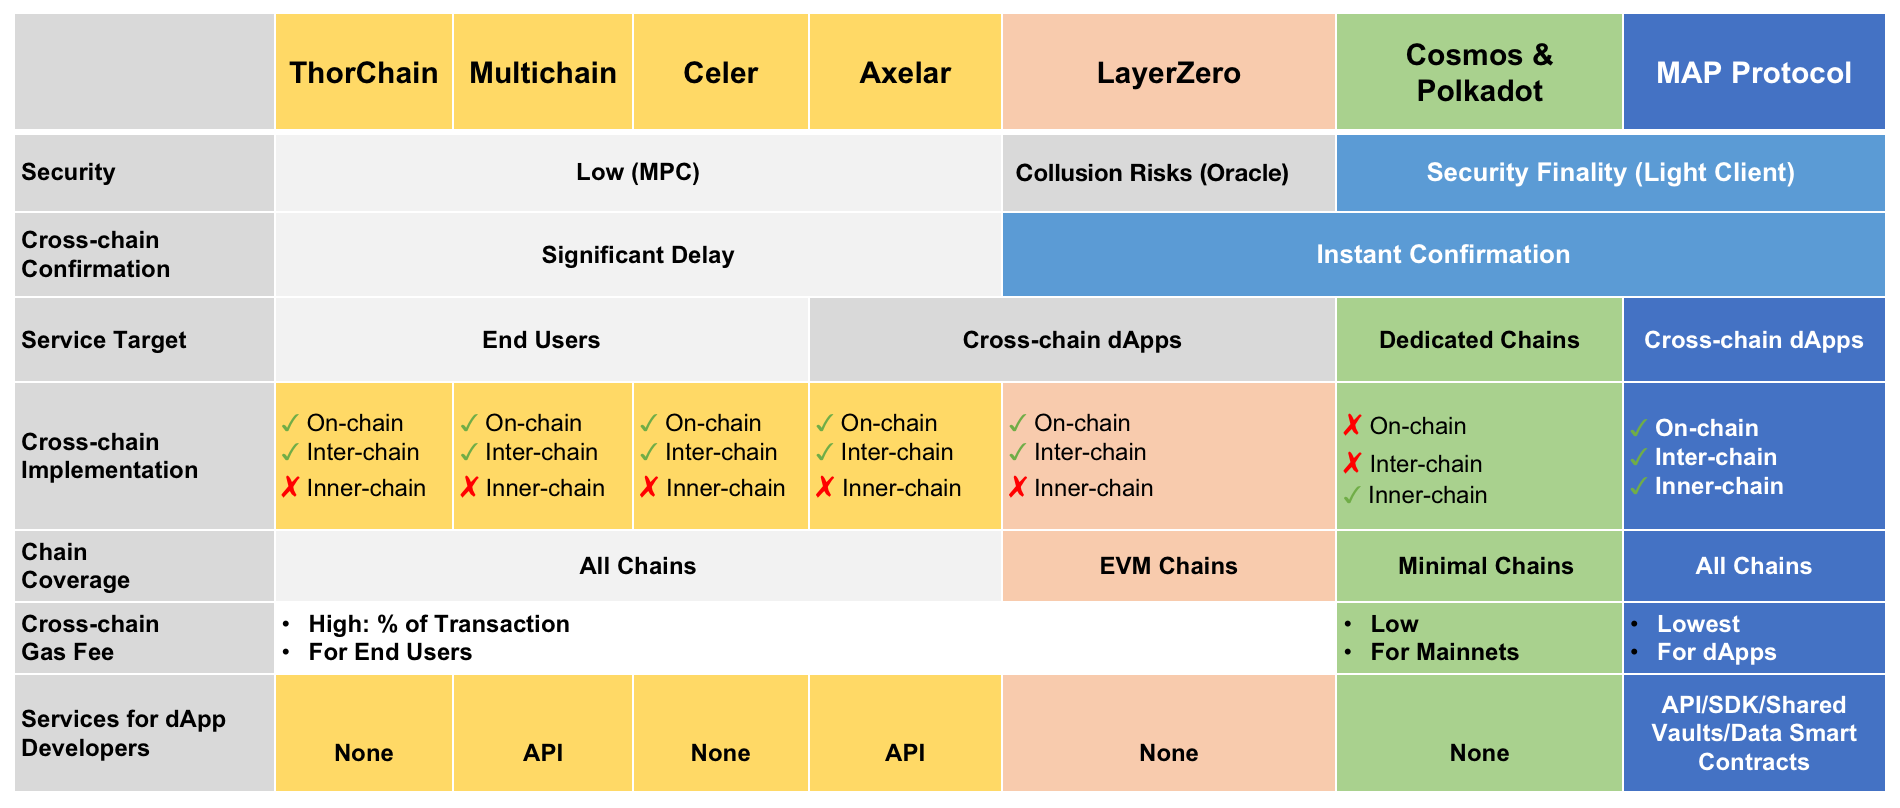 ThorChain
Multichain
Celer
Axelar
LayerZero
Cosmos &
Polkadot
MAP Protocol
Security
Low (MPC)
Collusion Risks (Oracle)
Security Finality (Light Client)
Cross-chain
Confirmation
Significant Delay
Instant Confirmation
Service Target
End Users
Cross-chain dApps
Dedicated Chains
Cross-chain dApps
Cross-chain
Implementation
✓ On-chain
✓ Inter-chain
✗ Inner-chain
✓ On-chain
✓ Inter-chain
✗ Inner-chain
✓ On-chain
✓ Inter-chain
✗ Inner-chain
✓ On-chain
✓ Inter-chain
✗ Inner-chain
✓ On-chain
✓ Inter-chain
✗ Inner-chain
✗ On-chain
✗ Inter-chain
✓ Inner-chain
✓ On-chain
✓ Inter-chain
✓ Inner-chain
Chain
Coverage
All Chains
EVM Chains
Minimal Chains
All Chains
Cross-chain
Gas Fee
• High: % of Transaction
• For End Users
• Low
• For Mainnets
• Lowest
• For dApps
Services for dApp
Developers
None
API
None
API
None
None
API/SDK/Shared
Vaults/Data Smart
Contracts